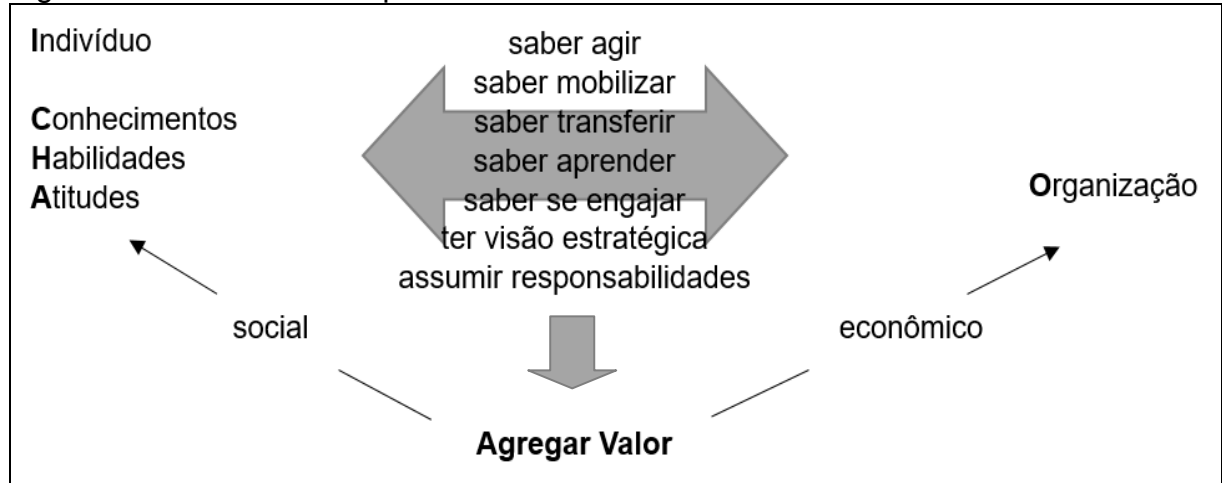 Indivíduo
Conhecimentos
Habilidades
Atitudes
saber agir
saber mobilizar
saber transferir
saber aprender
saber se engajar
ter visão estratégica
assumir responsabilidades
Organização
social
econômico
Agregar Valor